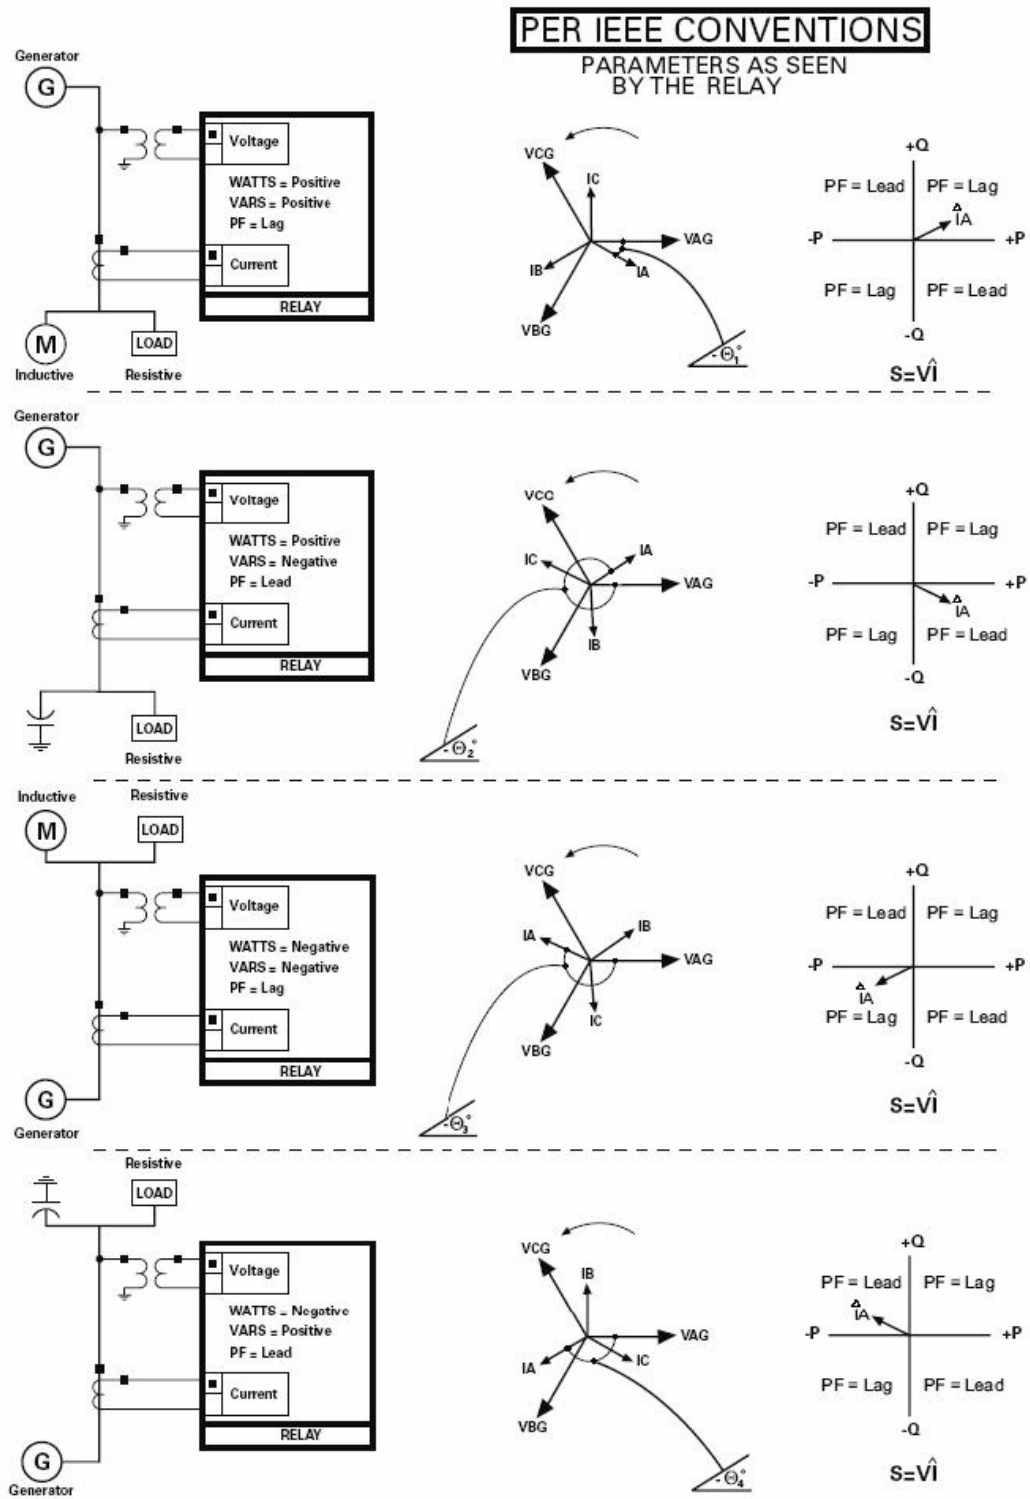 PER IEEE CONVENTIONS
PARAMETERS AS SEEN
BY THE RELAY
Generator
G
Voltage
WATTS = Positive
VARS = Positive
PF = Lag
Current
RELAY
M
LOAD
Inductive
Resistive
VCG
IC
VAG
IB
IA
VBG
-Θ₁°
+Q
PF = Lead
PF = Lag
IA
-P
+P
PF = Lag
PF = Lead
-Q
S=VÎ
Generator
G
Voltage
WATTS = Positive
VARS = Negative
PF = Lead
Current
RELAY
LOAD
Resistive
VCG
IC
IA
VAG
IB
VBG
-Θ₂°
+Q
PF = Lead
PF = Lag
-P
+P
IA
PF = Lag
PF = Lead
-Q
S=VÎ
Inductive
Resistive
M
LOAD
Voltage
WATTS = Negative
VARS = Negative
PF = Lag
Current
RELAY
G
Generator
VCG
IA
IB
VAG
IC
VBG
-Θ₃°
+Q
PF = Lead
PF = Lag
-P
+P
IA
PF = Lag
PF = Lead
-Q
S=VÎ
Resistive
LOAD
Voltage
WATTS = Negative
VARS = Positive
PF = Lead
Current
RELAY
G
Generator
VCG
IB
VAG
IA
IC
VBG
-Θ₄°
+Q
PF = Lead
PF = Lag
IA
-P
+P
PF = Lag
PF = Lead
-Q
S=VÎ